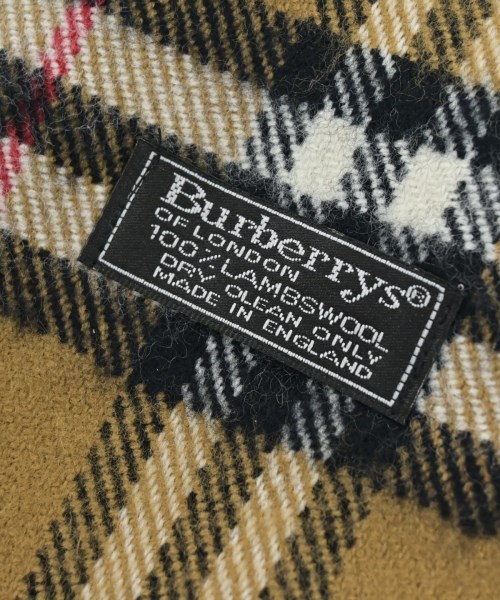 Burberrys®
OF LONDON
100% LAMBSWOOL
DRY CLEAN ONLY
MADE IN ENGLAND